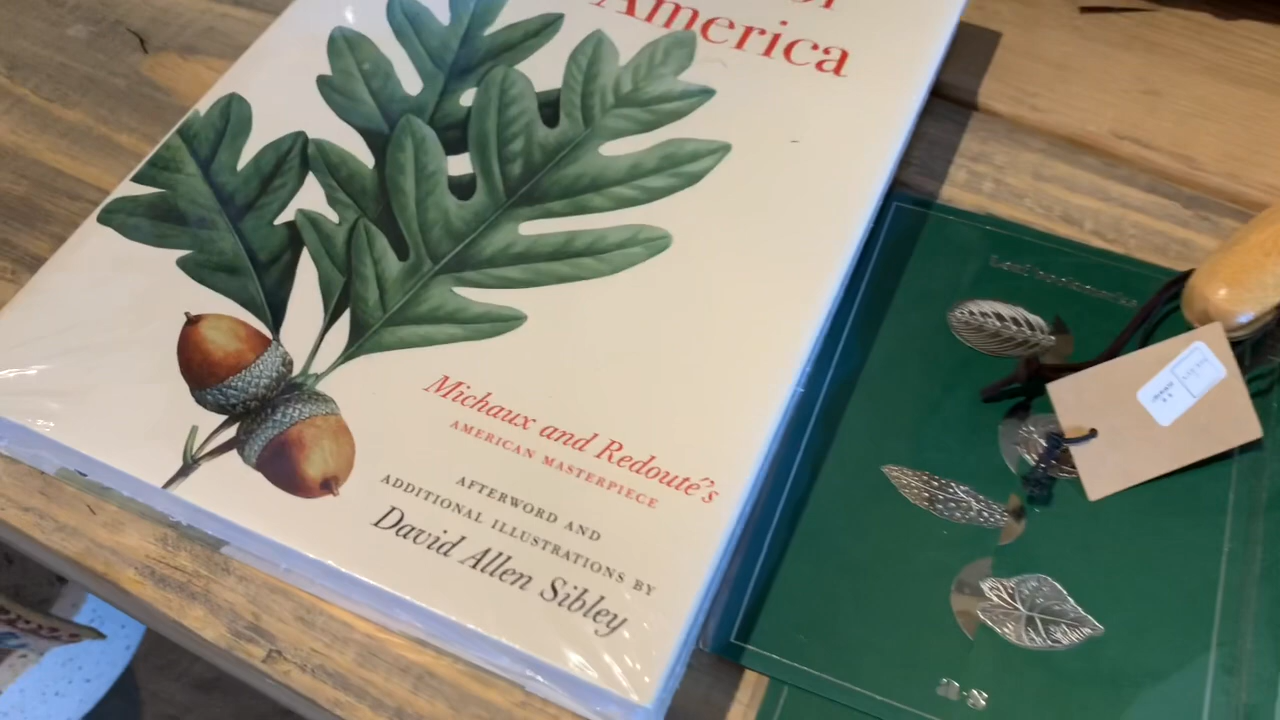 America
Michaux and Redouté's
AMERICAN MASTERPIECE
AFTERWORD AND
ADDITIONAL ILLUSTRATIONS BY
David Allen Sibley